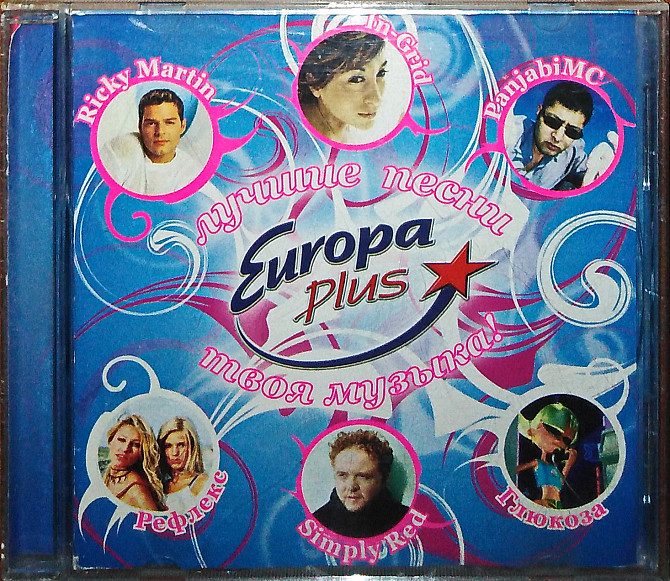 Ricky Martin
In-Grid
PanjabiMC
лучшие песни
Europa
plus
твоя музыка!
Рефлекс
Simply Red
Глюкоза